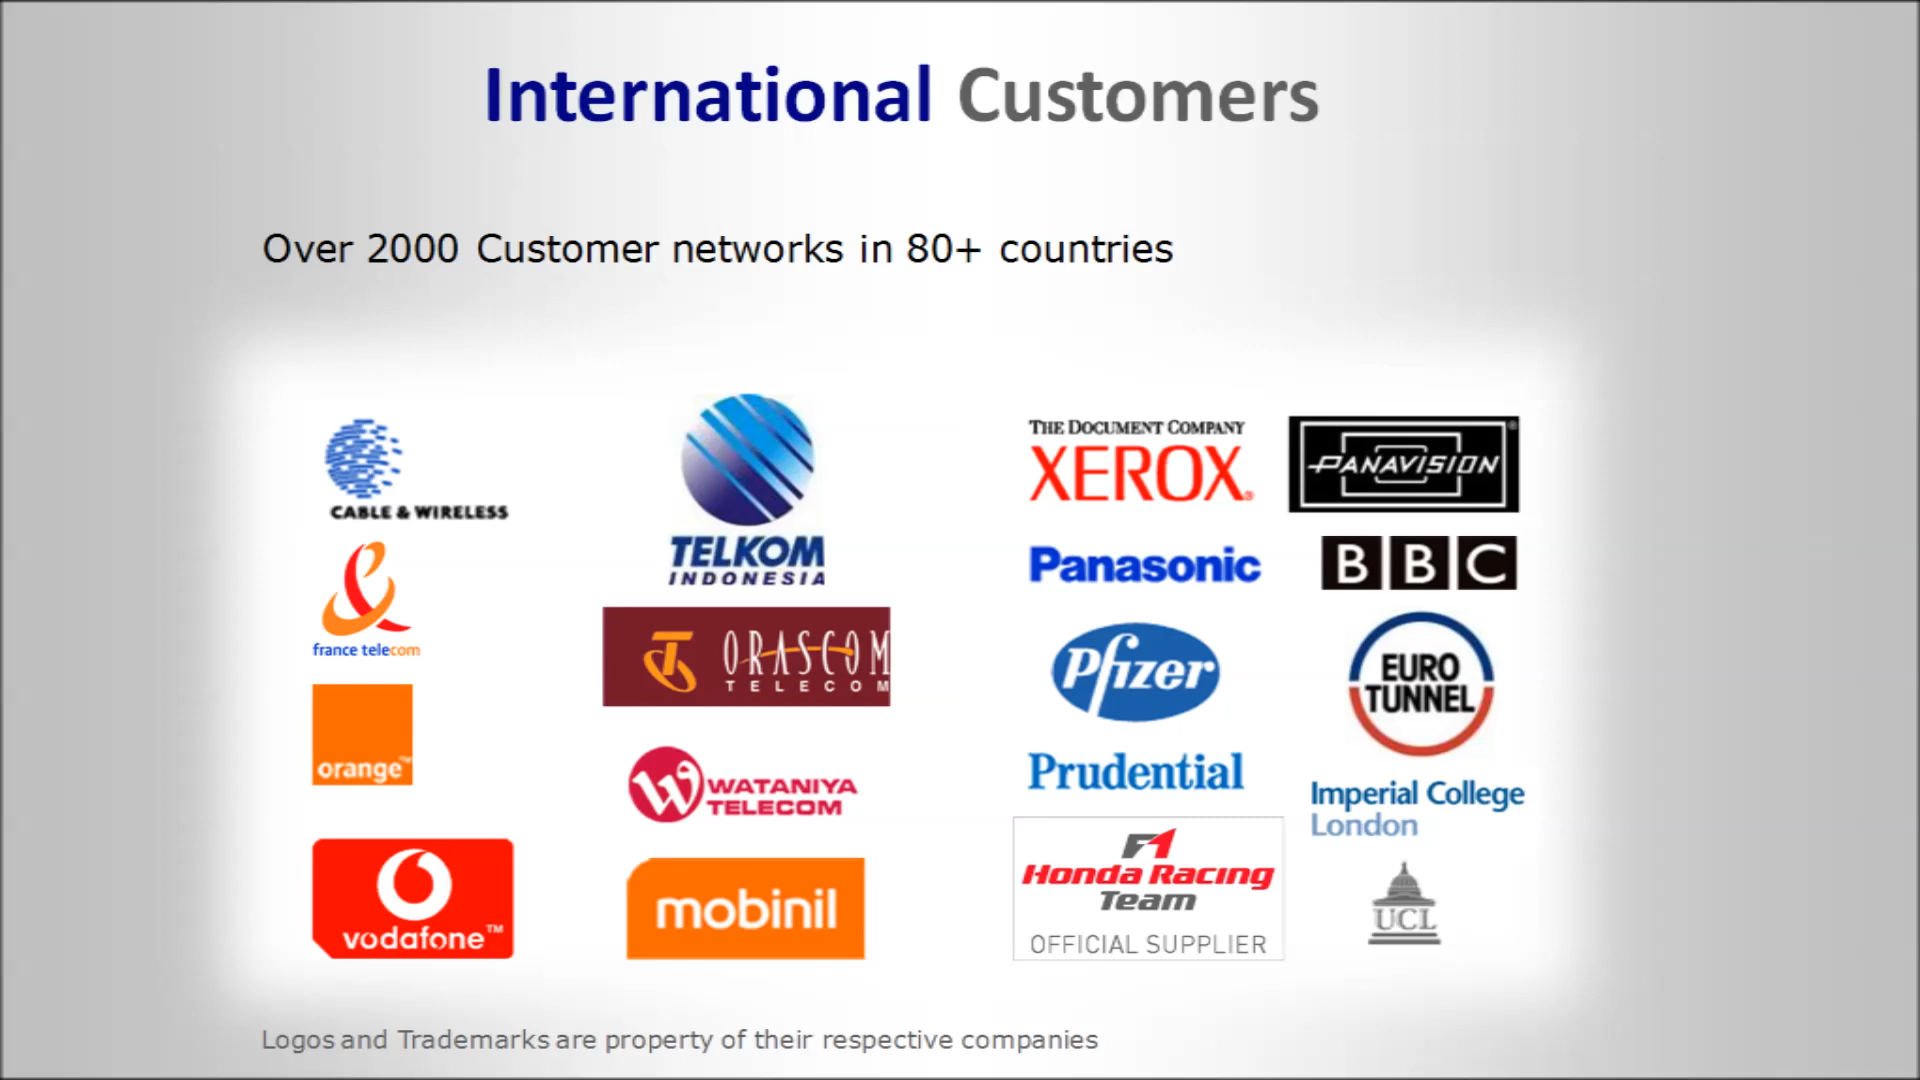 International Customers
Over 2000 Customer networks in 80+ countries
CABLE & WIRELESS
france telecom
orange™
vodafone™
TELKOM
INDONESIA
ORASCOM
TELECOM
WATANIYA
TELECOM
mobinil
THE DOCUMENT COMPANY
XEROX®
Panasonic
Pfizer
Prudential
F1
Honda Racing
Team
OFFICIAL SUPPLIER
PANAVISION®
BBC
EURO
TUNNEL
Imperial College
London
UCL
Logos and Trademarks are property of their respective companies